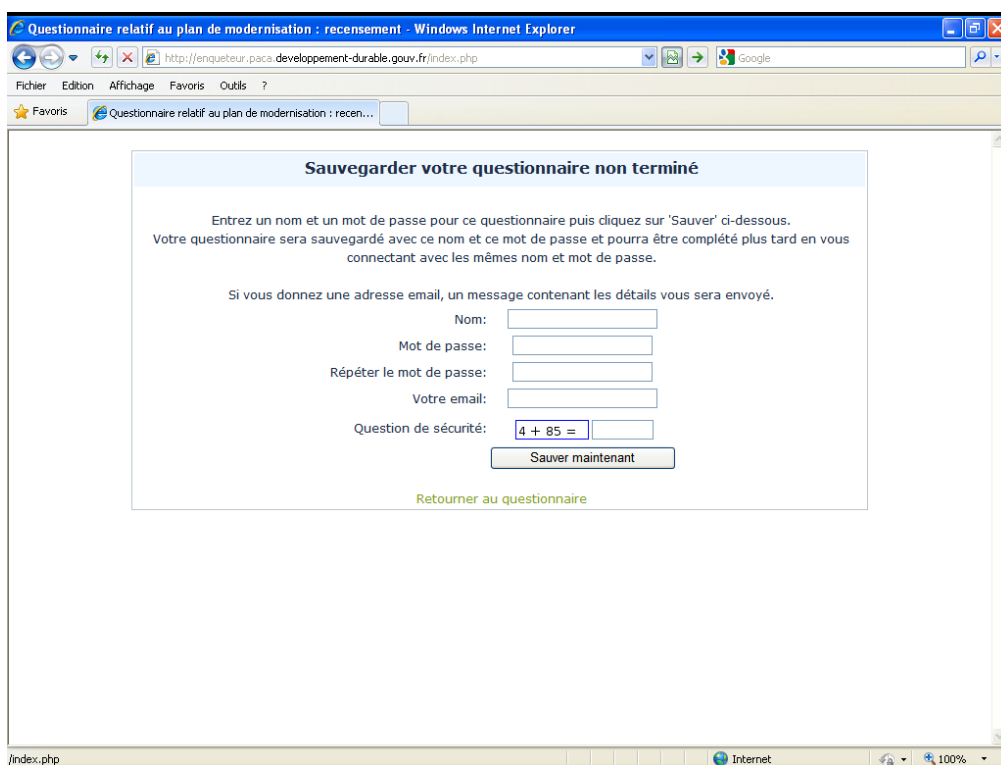 Questionnaire relatif au plan de modernisation : recensement - Windows Internet Explorer
http://enqueteur.paca.developpement-durable.gouv.fr/index.php
Google
Fichier Edition Affichage Favoris Outils ?
Favoris
Questionnaire relatif au plan de modernisation : recen...
Sauvegarder votre questionnaire non terminé
Entrez un nom et un mot de passe pour ce questionnaire puis cliquez sur 'Sauver' ci-dessous.
Votre questionnaire sera sauvegardé avec ce nom et ce mot de passe et pourra être complété plus tard en vous
connectant avec les mêmes nom et mot de passe.
Si vous donnez une adresse email, un message contenant les détails vous sera envoyé.
Nom:
Mot de passe:
Répéter le mot de passe:
Votre email:
Question de sécurité: 4 + 85 =
Sauver maintenant
Retourner au questionnaire
/index.php
Internet
100%